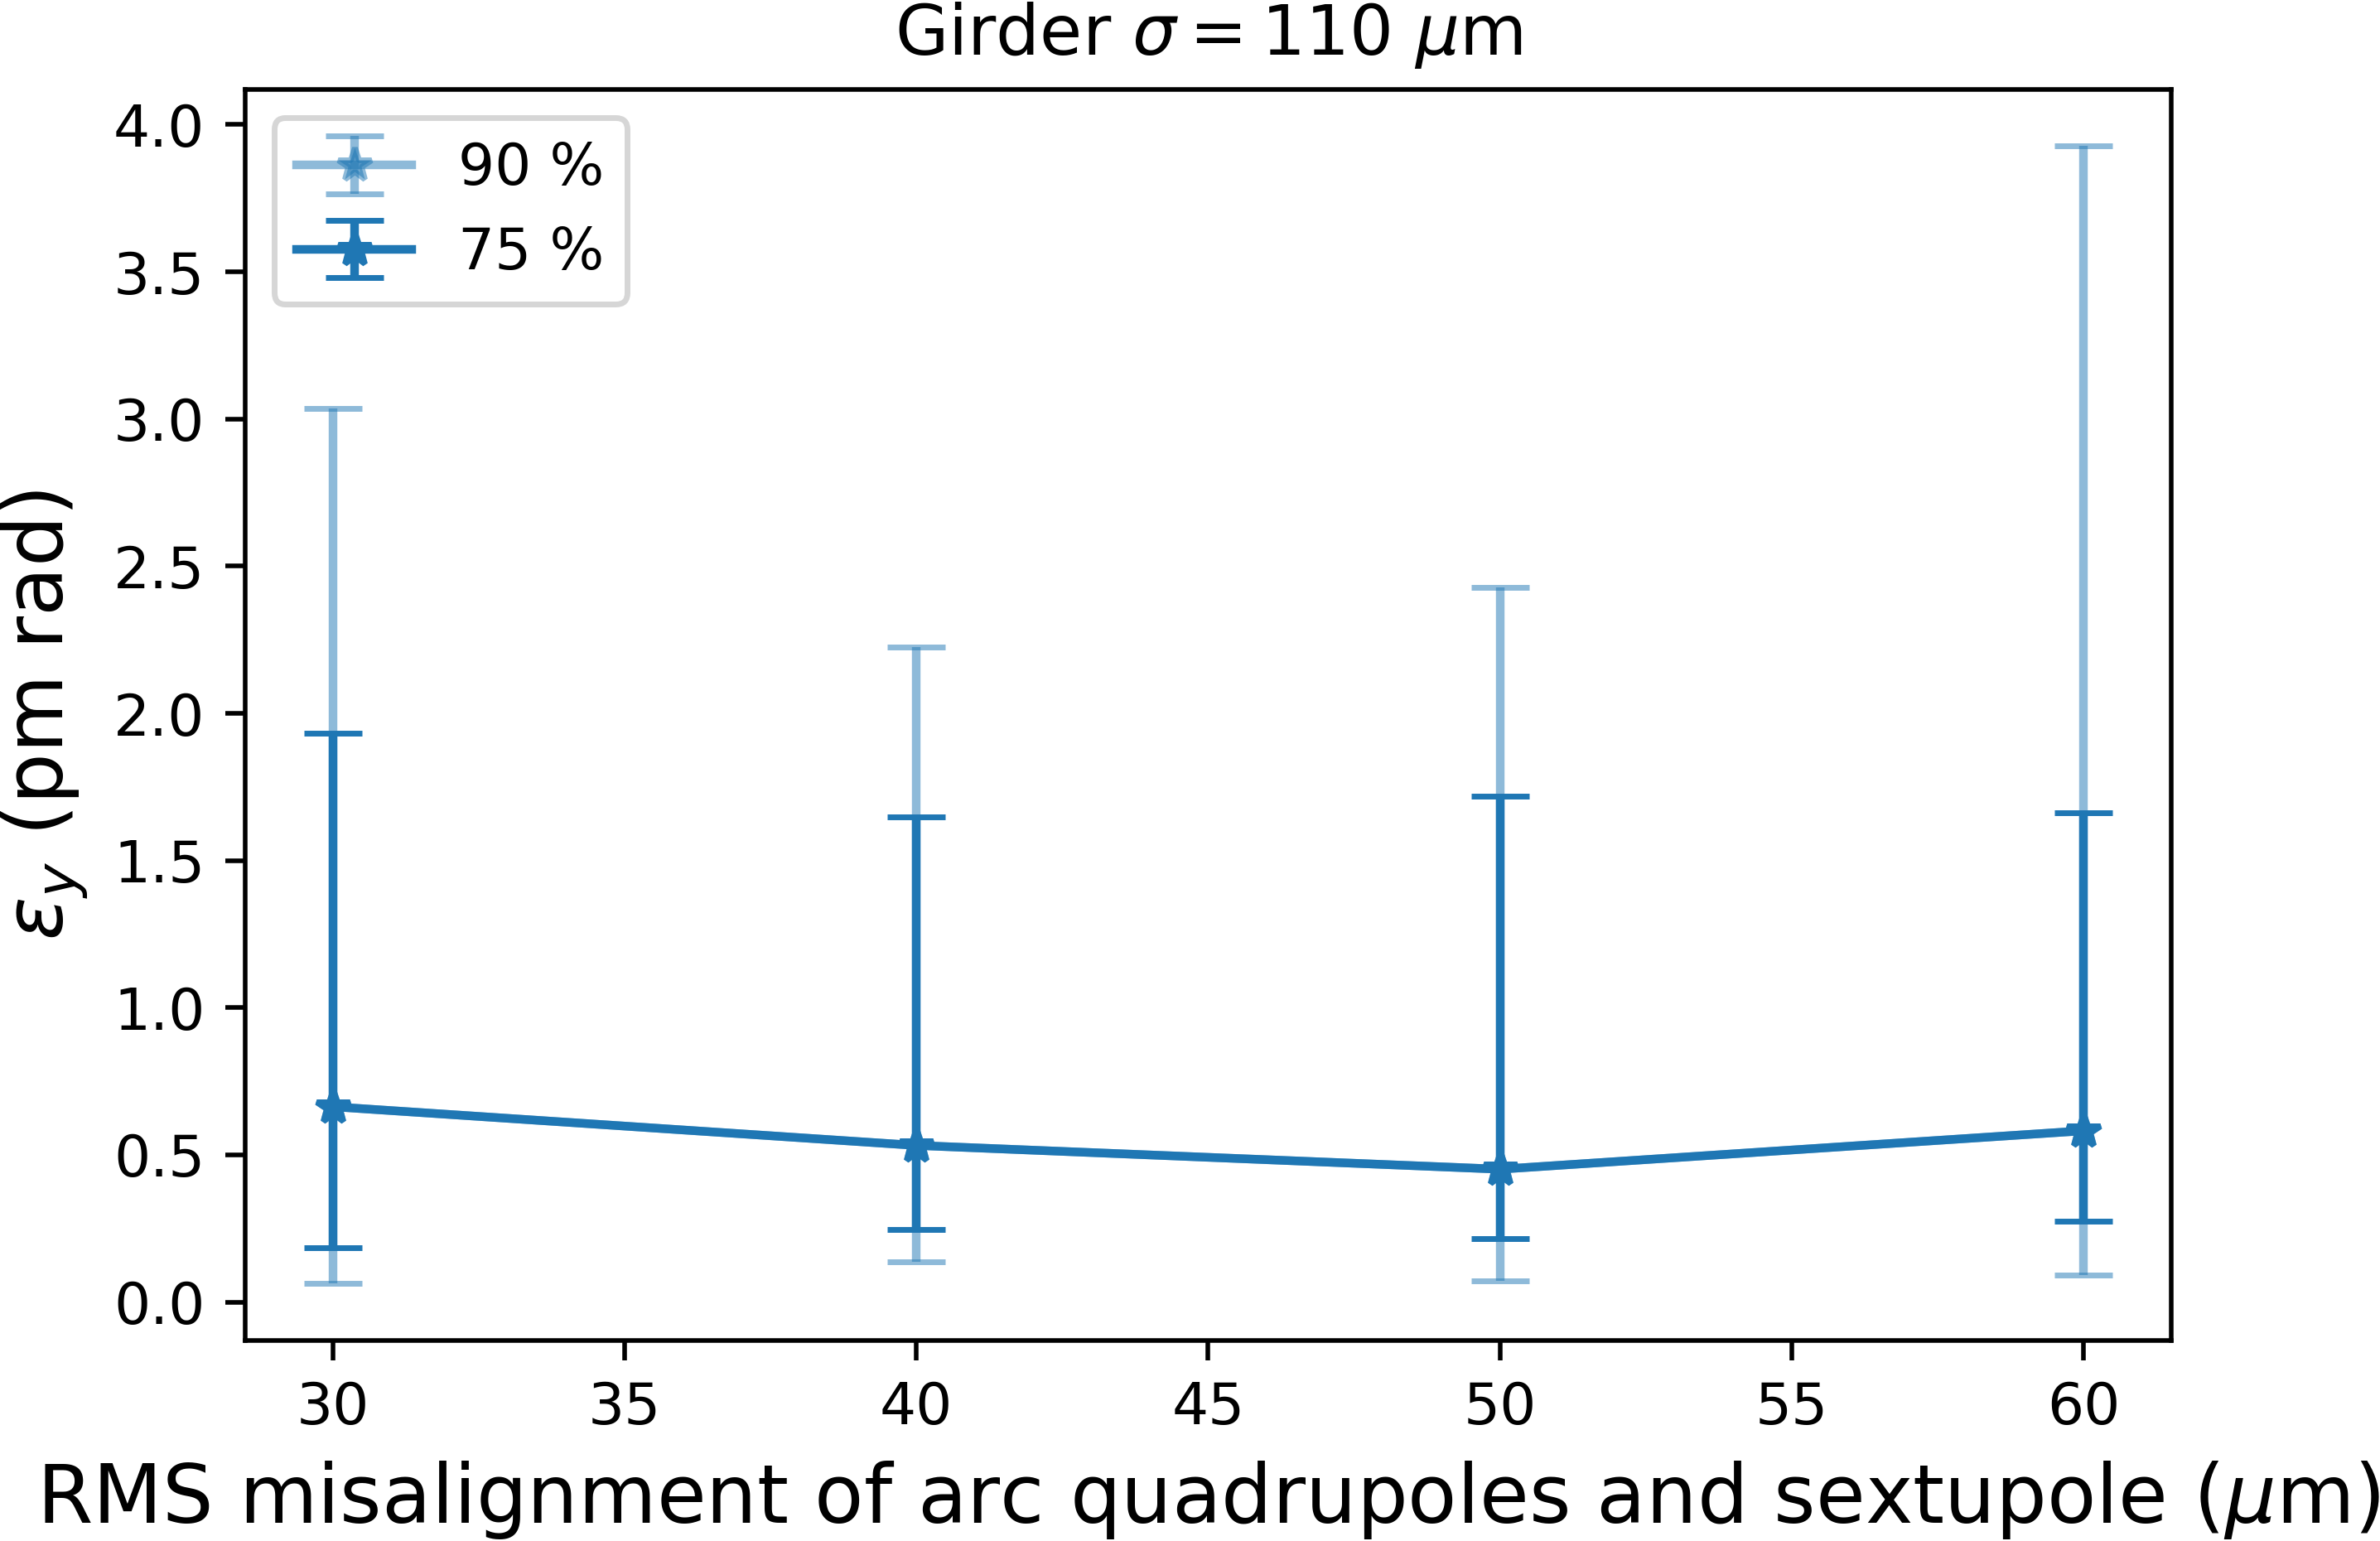 Girder σ = 110 μm
90 %
75 %
4.0
3.5
3.0
2.5
2.0
1.5
1.0
0.5
0.0
εy (pm rad)
30 35 40 45 50 55 60
RMS misalignment of arc quadrupoles and sextupole (μm)